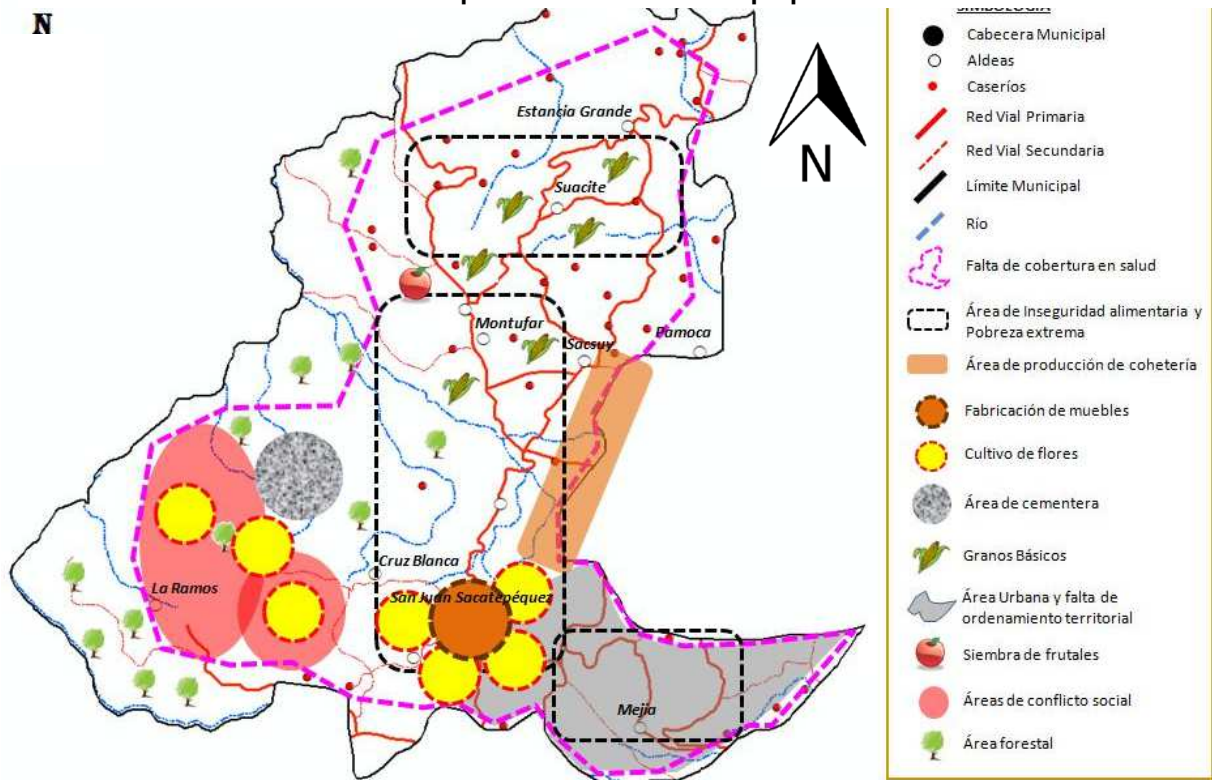 N
N
Estancia Grande
Suacite
Montufar
Sacsuy
Pamoca
Cruz Blanca
San Juan Sacatepéquez
La Ramos
Mejia
SIMBOLOGÍA
Cabecera Municipal
Aldeas
Caseríos
Red Vial Primaria
Red Vial Secundaria
Límite Municipal
Río
Falta de cobertura en salud
Área de Inseguridad alimentaria y
Pobreza extrema
Área de producción de cohetería
Fabricación de muebles
Cultivo de flores
Área de cementera
Granos Básicos
Área Urbana y falta de
ordenamiento territorial
Siembra de frutales
Áreas de conflicto social
Área forestal